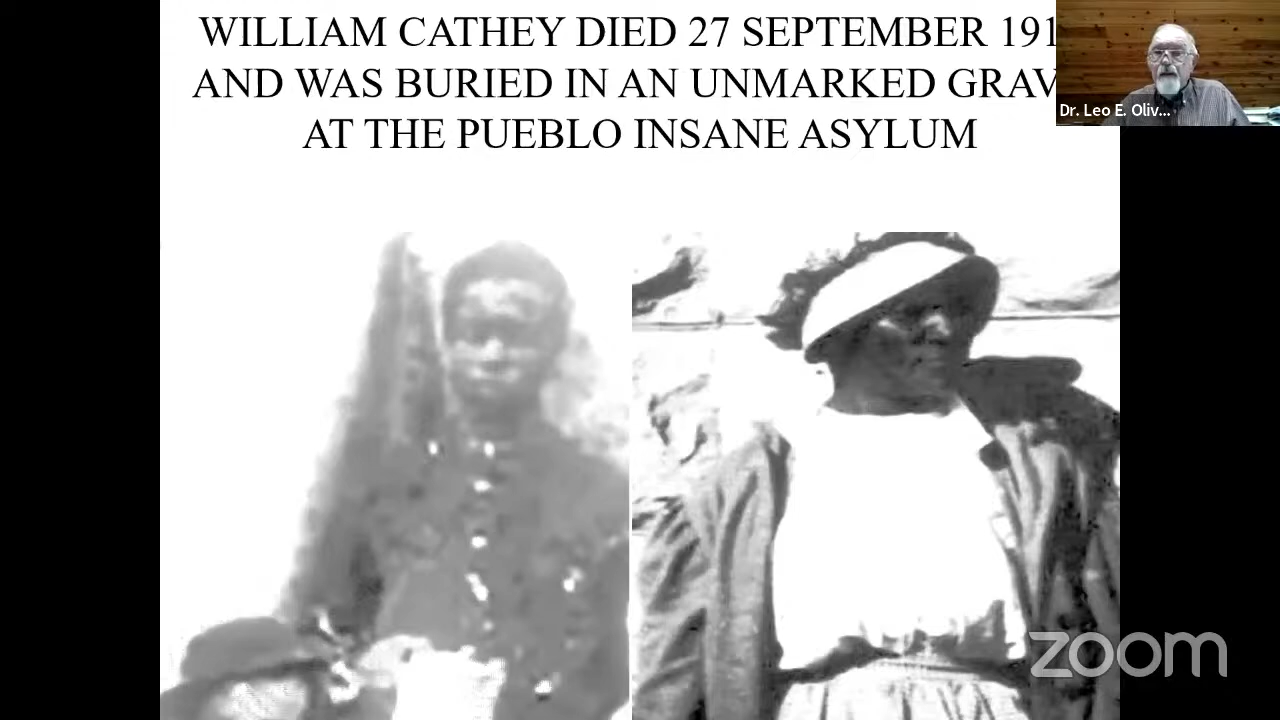 WILLIAM CATHEY DIED 27 SEPTEMBER 191
AND WAS BURIED IN AN UNMARKED GRAV
AT THE PUEBLO INSANE ASYLUM
Dr. Leo E. Oliv...
zoom